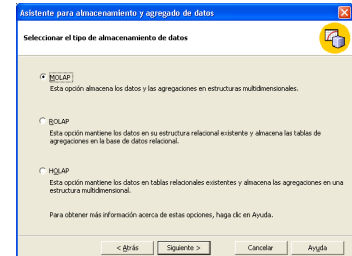 Asistente para almacenamiento y agregado de datos
Seleccionar el tipo de almacenamiento de datos
MOLAP
Esta opción almacena los datos y las agregaciones en estructuras multidimensionales.
ROLAP
Esta opción mantiene los datos en su estructura relacional existente y almacena las tablas de
agregaciones en la base de datos relacional.
HOLAP
Esta opción mantiene los datos en tablas relacionales existentes y almacena las agregaciones en una
estructura multidimensional.
Para obtener más información acerca de estas opciones, haga clic en Ayuda.
< Atrás Siguiente > Cancelar Ayuda